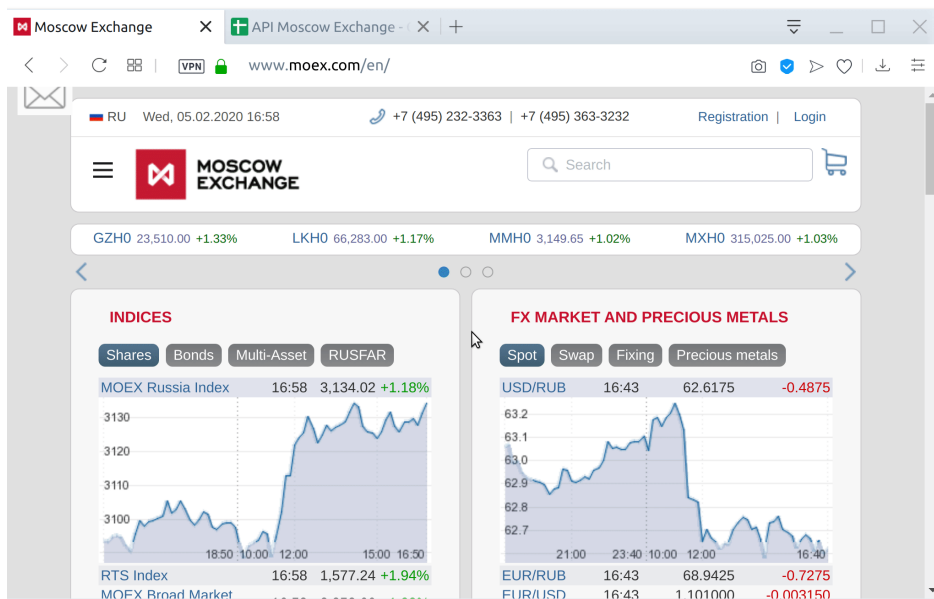 Moscow Exchange
API Moscow Exchange -
VPN www.moex.com/en/
RU Wed, 05.02.2020 16:58 +7 (495) 232-3363 | +7 (495) 363-3232 Registration | Login
MOSCOW
EXCHANGE
Search
GZH0 23,510.00 +1.33% LKH0 66,283.00 +1.17% MMH0 3,149.65 +1.02% MXH0 315,025.00 +1.03%
INDICES
Shares Bonds Multi-Asset RUSFAR
MOEX Russia Index 16:58 3,134.02 +1.18%
3130
3120
3110
3100
18:50 10:00 12:00 15:00 16:50
RTS Index 16:58 1,577.24 +1.94%
MOEX Broad Market
FX MARKET AND PRECIOUS METALS
Spot Swap Fixing Precious metals
USD/RUB 16:43 62.6175 -0.4875
63.2
63.1
63.0
62.9
62.8
62.7
21:00 23:40 10:00 12:00 16:40
EUR/RUB 16:43 68.9425 -0.7275
EUR/USD 16:43 1.101000 -0.003150